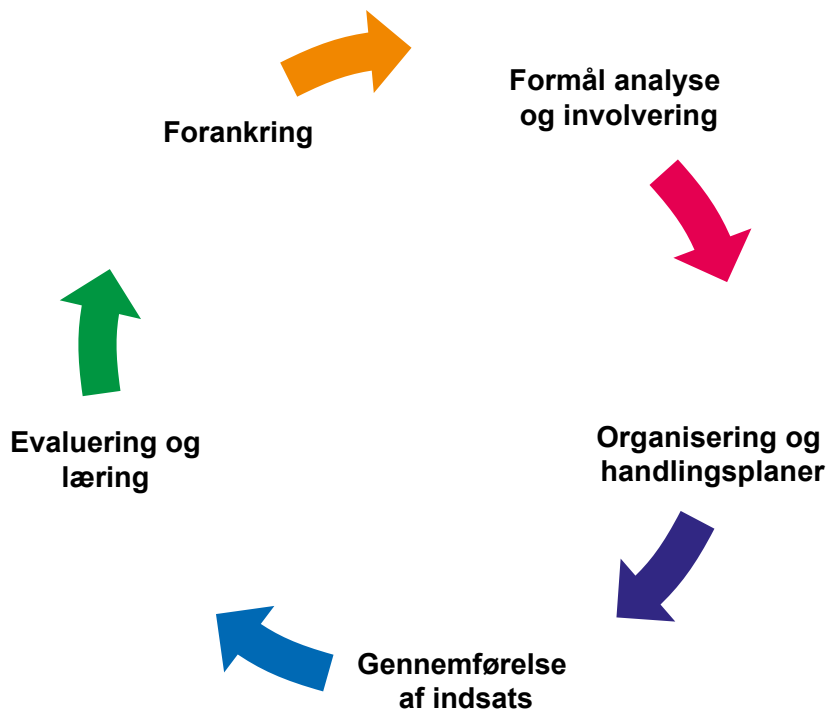 Formål analyse
og involvering
Organisering og
handlingsplaner
Gennemførelse
af indsats
Evaluering og
læring
Forankring